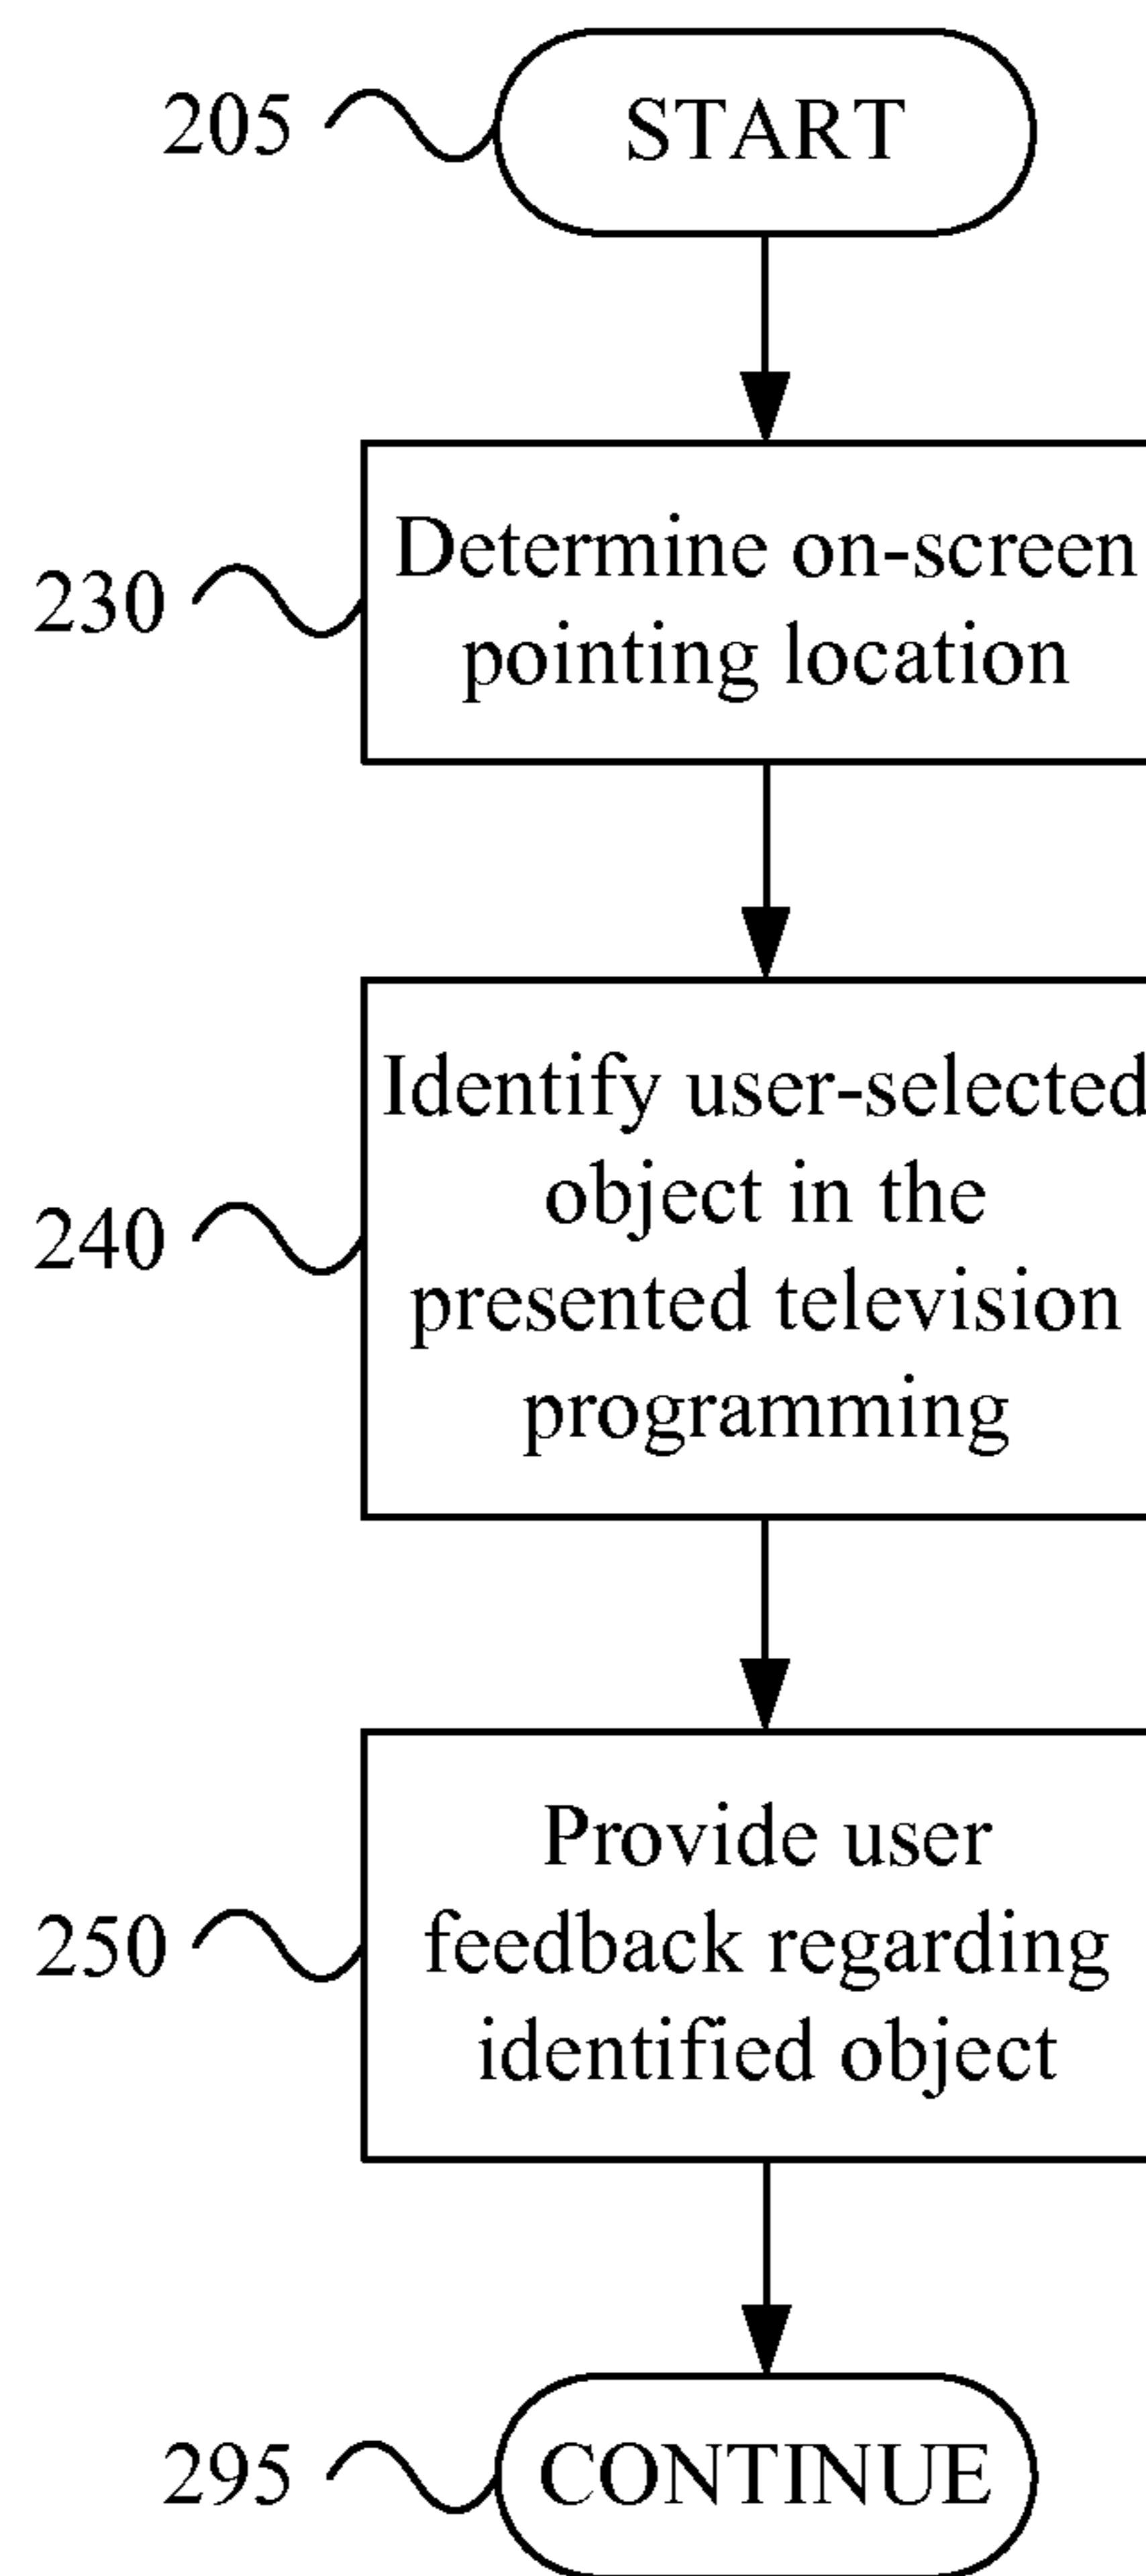 205
START
230
Determine on-screen
pointing location
240
Identify user-selected
object in the
presented television
programming
250
Provide user
feedback regarding
identified object
295
CONTINUE